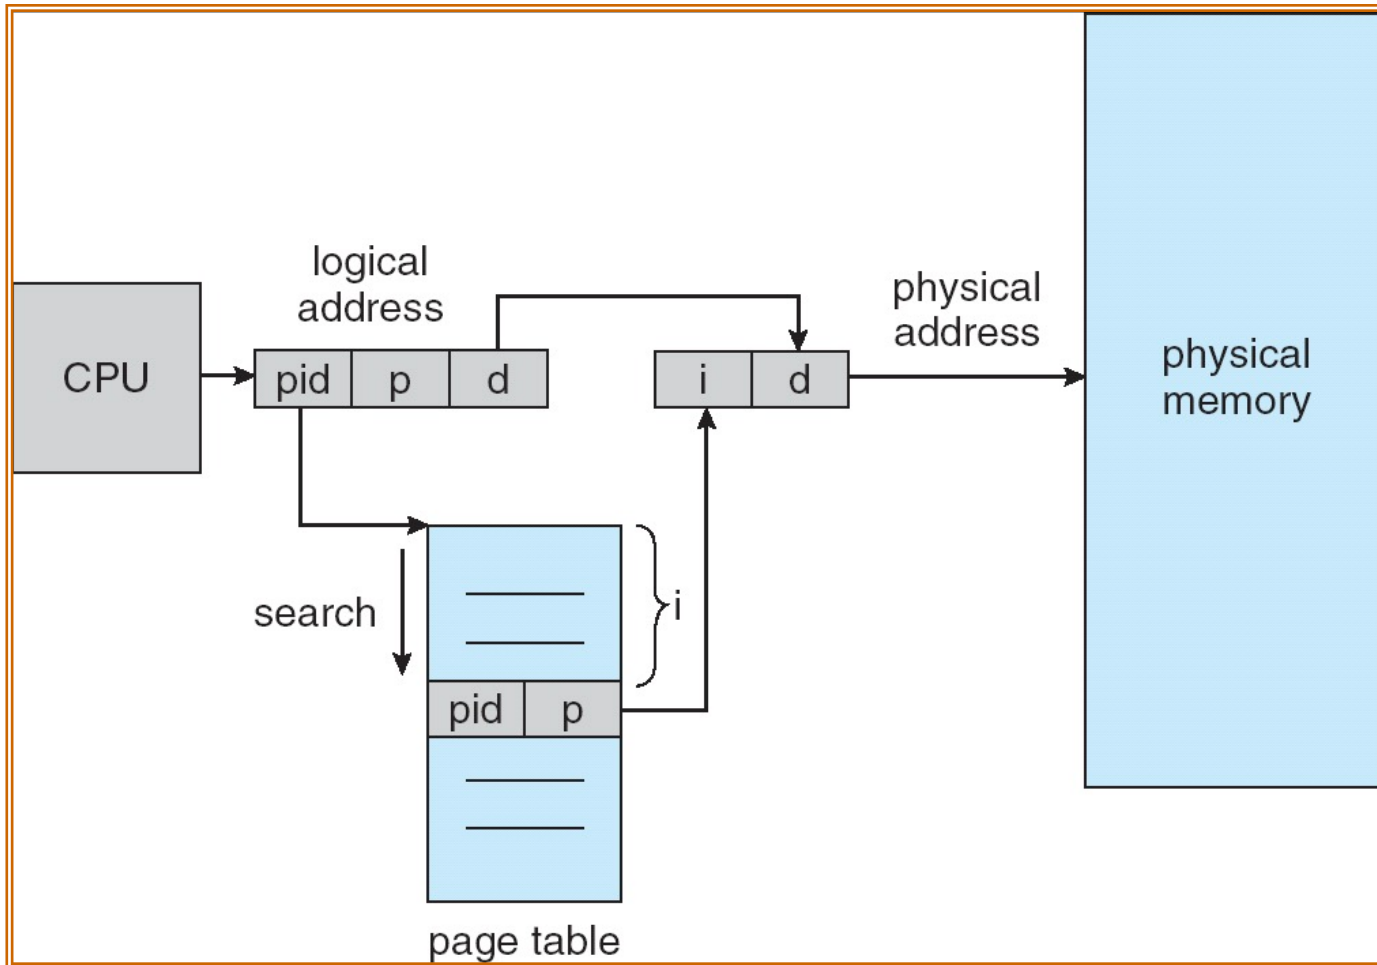 logical
address
physical
address
CPU
pid p d
i d
physical
memory
search
i
pid p
page table